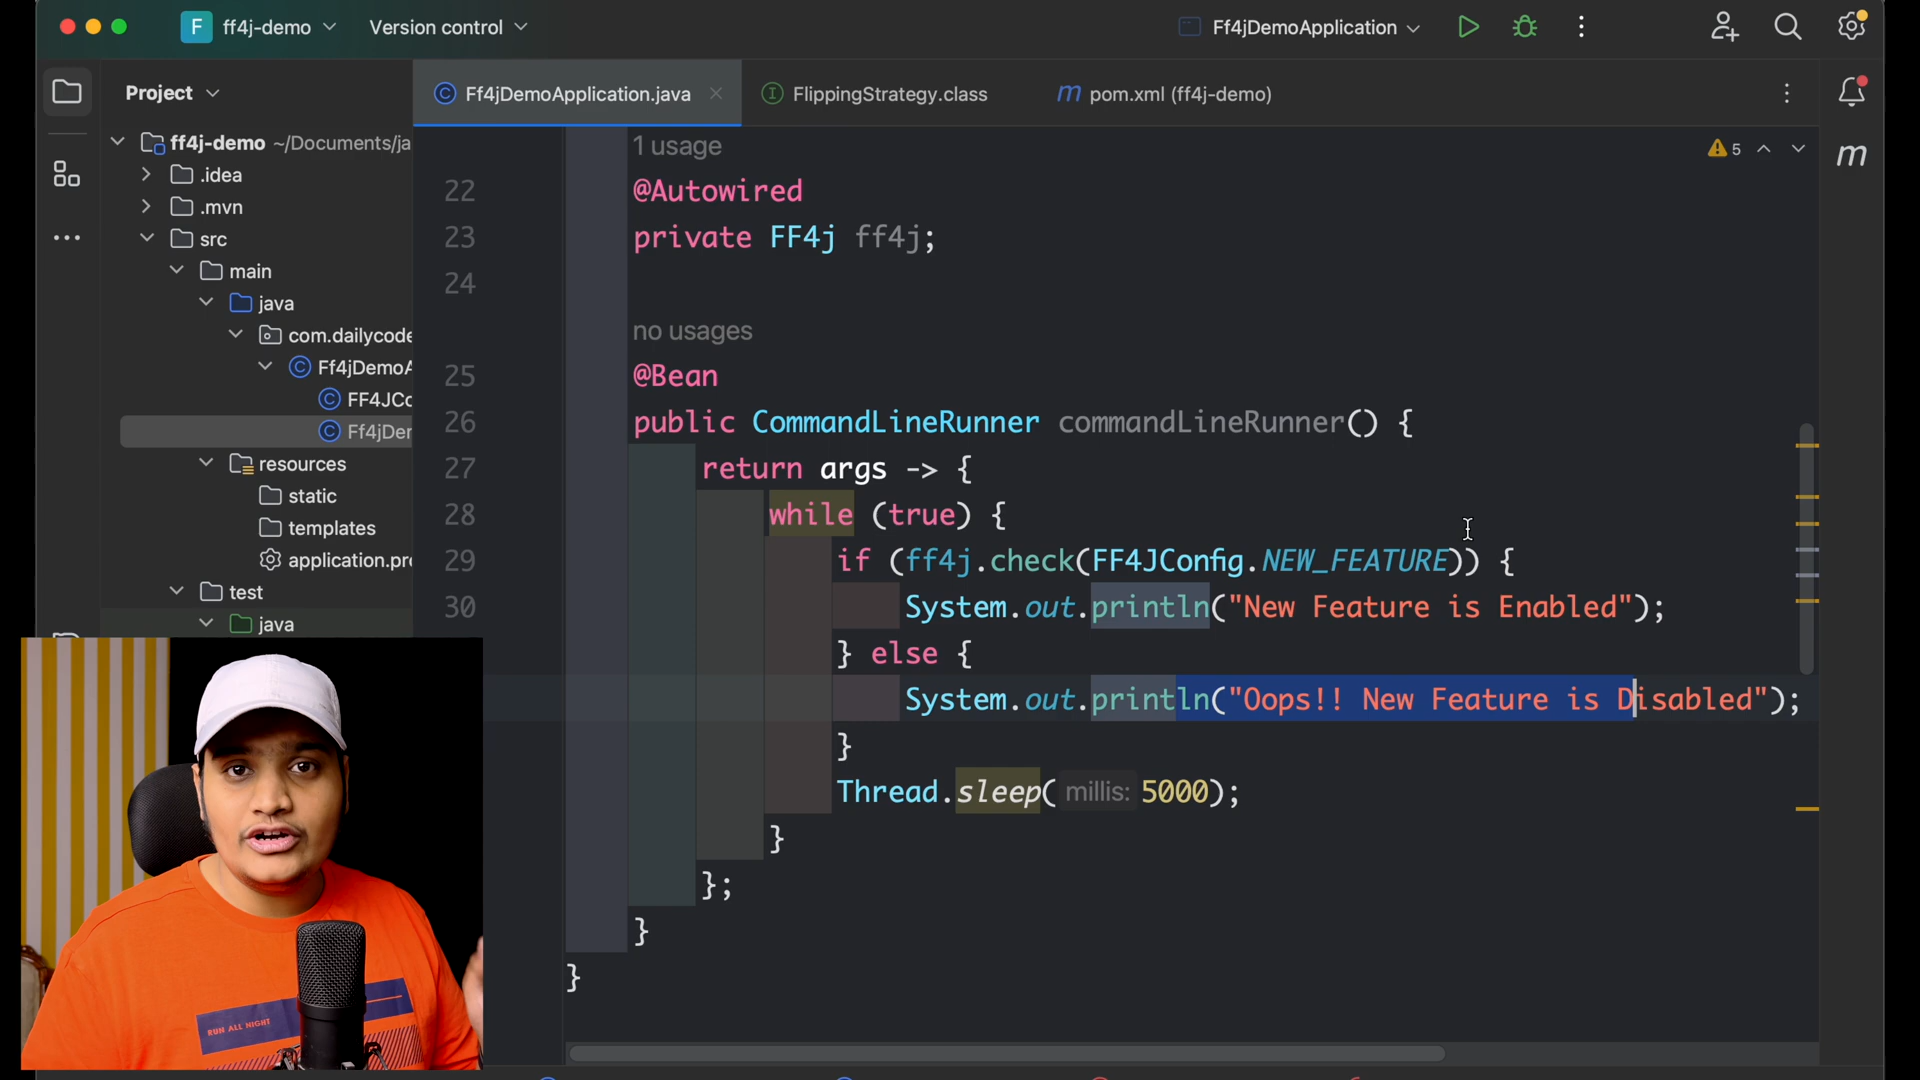 F ff4j-demo Version control Ff4jDemoApplication
Project
Ff4jDemoApplication.java FlippingStrategy.class m pom.xml (ff4j-demo)
ff4j-demo ~/Documents/ja
.idea
.mvn
src
main
java
com.dailycode
Ff4jDemoA
FF4JCo
Ff4jDer
resources
static
templates
application.pr
test
java
5
m
1 usage
22 @Autowired
23 private FF4j ff4j;
24
no usages
25 @Bean
26 public CommandLineRunner commandLineRunner() {
27 return args -> {
28 while (true) {
29 if (ff4j.check(FF4JConfig.NEW_FEATURE)) {
30 System.out.println("New Feature is Enabled");
} else {
System.out.println("Oops!! New Feature is Disabled");
}
Thread.sleep( millis: 5000);
}
};
}
}
RUN ALL NIGHT